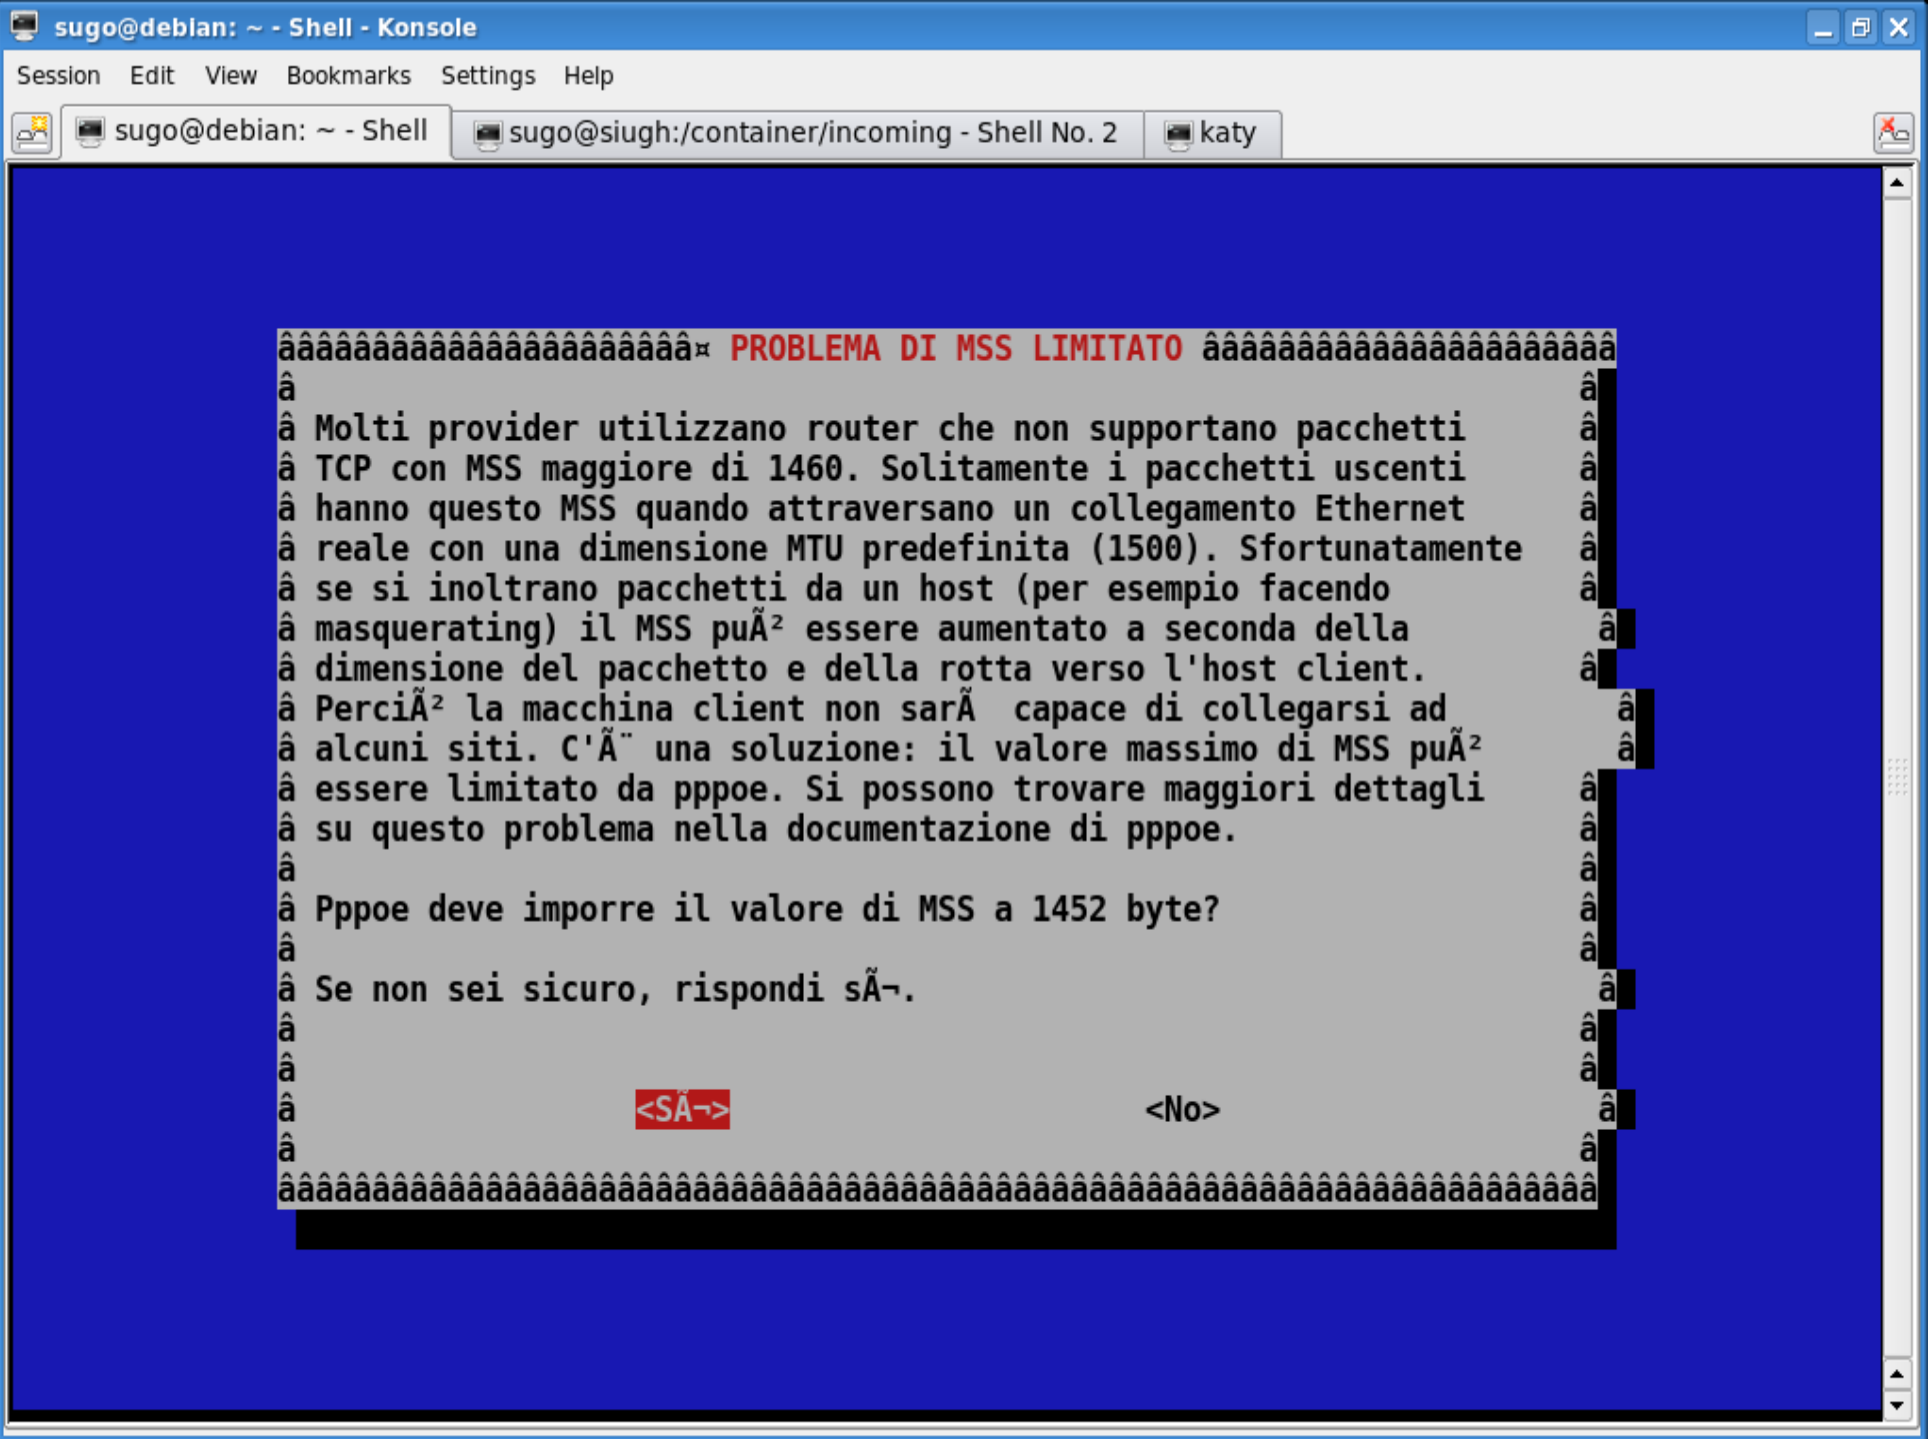 sugo@debian: ~ - Shell - Konsole
Session Edit View Bookmarks Settings Help
sugo@debian: ~ - Shell sugo@siugh:/container/incoming - Shell No. 2 katy
ââââââââââââââââââââââ¤ PROBLEMA DI MSS LIMITATO ââââââââââââââââââââââ
â â
â Molti provider utilizzano router che non supportano pacchetti â
â TCP con MSS maggiore di 1460. Solitamente i pacchetti uscenti â
â hanno questo MSS quando attraversano un collegamento Ethernet â
â reale con una dimensione MTU predefinita (1500). Sfortunatamente â
â se si inoltrano pacchetti da un host (per esempio facendo â
â masquerating) il MSS puÃ² essere aumentato a seconda della â
â dimensione del pacchetto e della rotta verso l'host client. â
â PerciÃ² la macchina client non sarÃ  capace di collegarsi ad â
â alcuni siti. C'Ã¨ una soluzione: il valore massimo di MSS puÃ² â
â essere limitato da pppoe. Si possono trovare maggiori dettagli â
â su questo problema nella documentazione di pppoe. â
â â
â Pppoe deve imporre il valore di MSS a 1452 byte? â
â â
â Se non sei sicuro, rispondi sÃ¬. â
â â
â â
â <SÃ¬> <No> â
â â
ââââââââââââââââââââââââââââââââââââââââââââââââââââââââââââââââââââââ